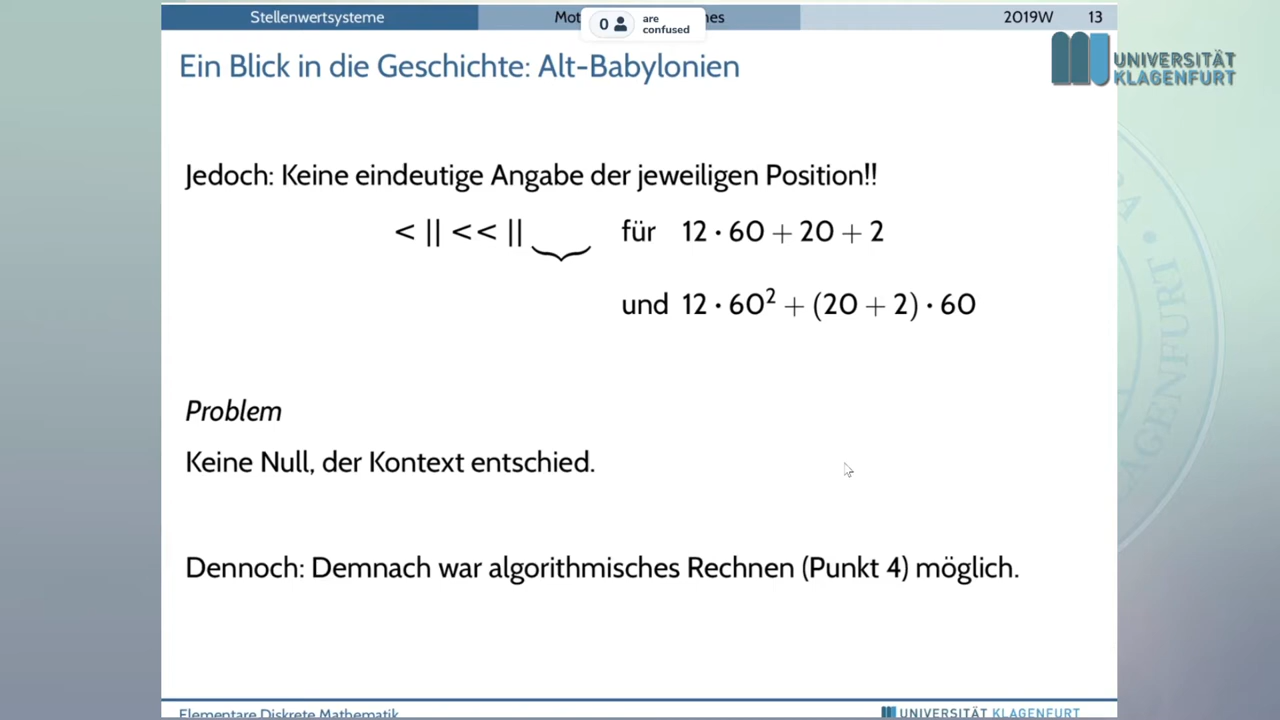 Stellenwertsysteme
2019W 13
0 are confused
Ein Blick in die Geschichte: Alt-Babylonien
UNIVERSITÄT
KLAGENFURT
Jedoch: Keine eindeutige Angabe der jeweiligen Position!!
< || << || für 12 · 60 + 20 + 2
und 12 · 60² + (20 + 2) · 60
Problem
Keine Null, der Kontext entschied.
Dennoch: Demnach war algorithmisches Rechnen (Punkt 4) möglich.
Elementare Diskrete Mathematik
UNIVERSITÄT KLAGENFURT
KLAGENFURT